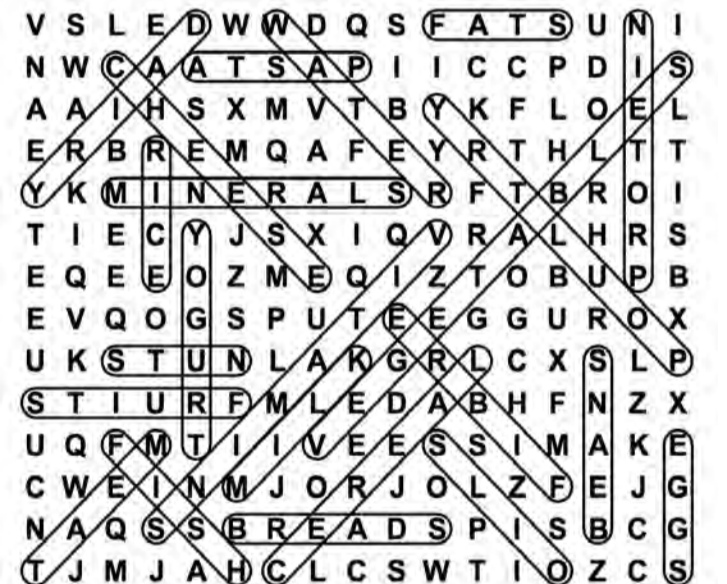 V S L E D W W D Q S F A T S U N I
N W C A A T S A P I I C C P D I S
A A I H S X M V T B Y K F L O E L
E R B R E M Q A F E Y R T H L T T
Y K M I N E R A L S R F T B R O I
T I E C Y J S X I Q V R A L H R S
E Q E E O Z M E Q I Z T O B U P B
E V Q O G S P U T E E G G U R O X
U K S T U N L A K G R L C X S L P
S T I U R F M L E D A B H F N Z X
U Q F M T I I V E E S S I M A K E
C W E I N M J O R J O L Z F E J G
N A Q S S B R E A D S P I S B C G
T J M J A H C L C S W T I O Z C S